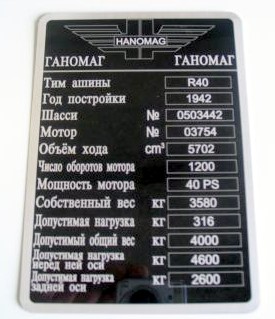 HANOMAG
ГАНОМАГ ГАНОМАГ
Тим ашины R40
Год постройки 1942
Шасси № 0503442
Мотор № 03754
Объём хода cm³ 5702
Число оборотов мотора 1200
Мощность мотора 40 PS
Собственный вес кг 3580
Допустимая нагрузка кг 316
Допустимый общий вес кг 4000
Допустимая нагрузка
неред ней оси кг 4600
Допустимая нагрузка
задней оси кг 2600